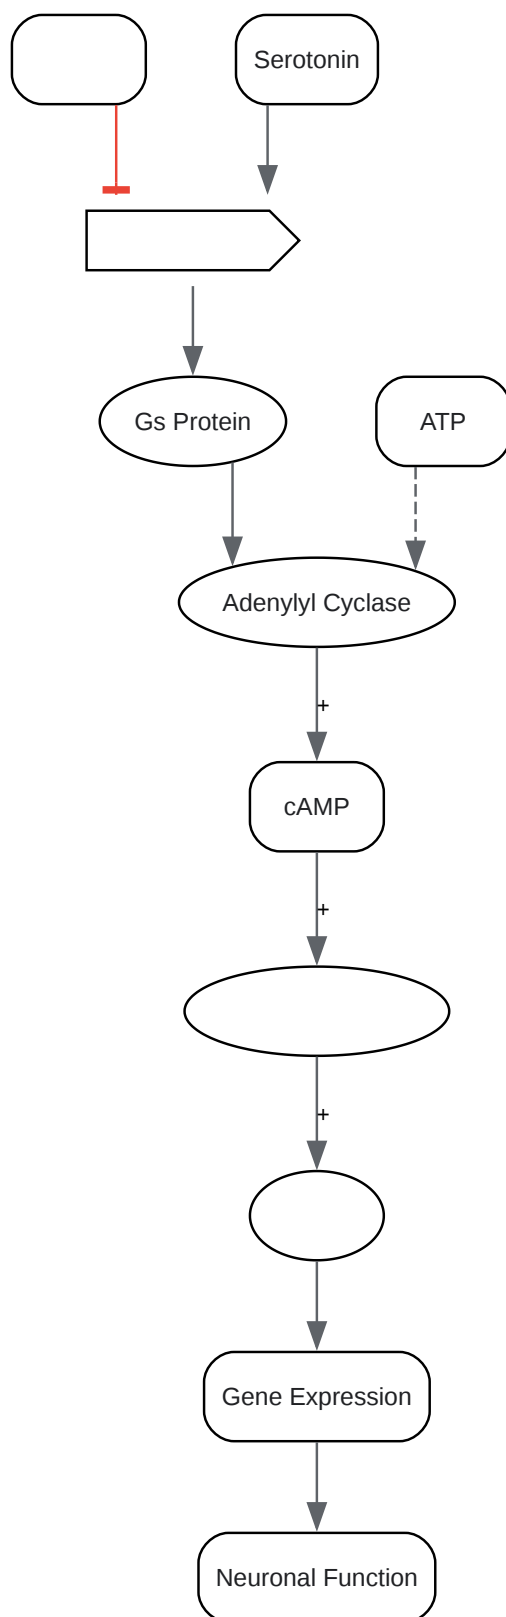 Serotonin
Gs Protein
ATP
Adenylyl Cyclase
+
cAMP
+
+
Gene Expression
Neuronal Function